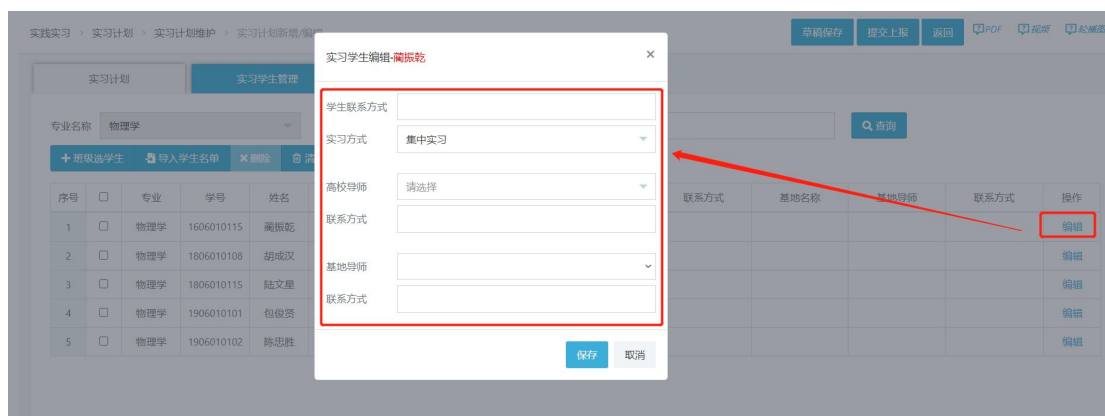 实践实习 > 实习计划 > 实习计划维护 > 实习计划新增/编辑
草稿保存 提交上报 返回 PDF 视频
实习计划 实习学生管理
专业名称 物理学 查询
班级选学生 导入学生名单 删除 清
序号 专业 学号 姓名 联系方式 基地名称 基地导师 联系方式 操作
1 物理学 1606010115 蔺振乾 编辑
2 物理学 1806010108 胡成汉 编辑
3 物理学 1806010115 陆文星 编辑
4 物理学 1906010101 包俊贤 编辑
5 物理学 1906010102 陈思胜 编辑
实习学生编辑-蔺振乾 ×
学生联系方式
实习方式 集中实习
高校导师 请选择
联系方式
基地导师
联系方式
保存 取消